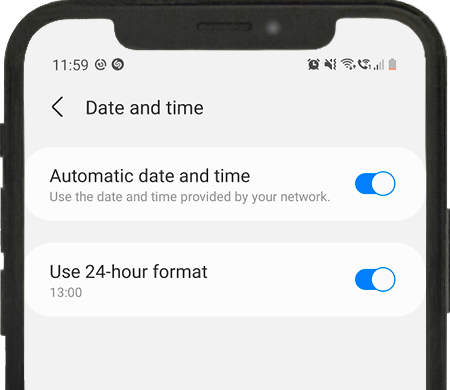 11:59
Date and time
Automatic date and time
Use the date and time provided by your network.
Use 24-hour format
13:00